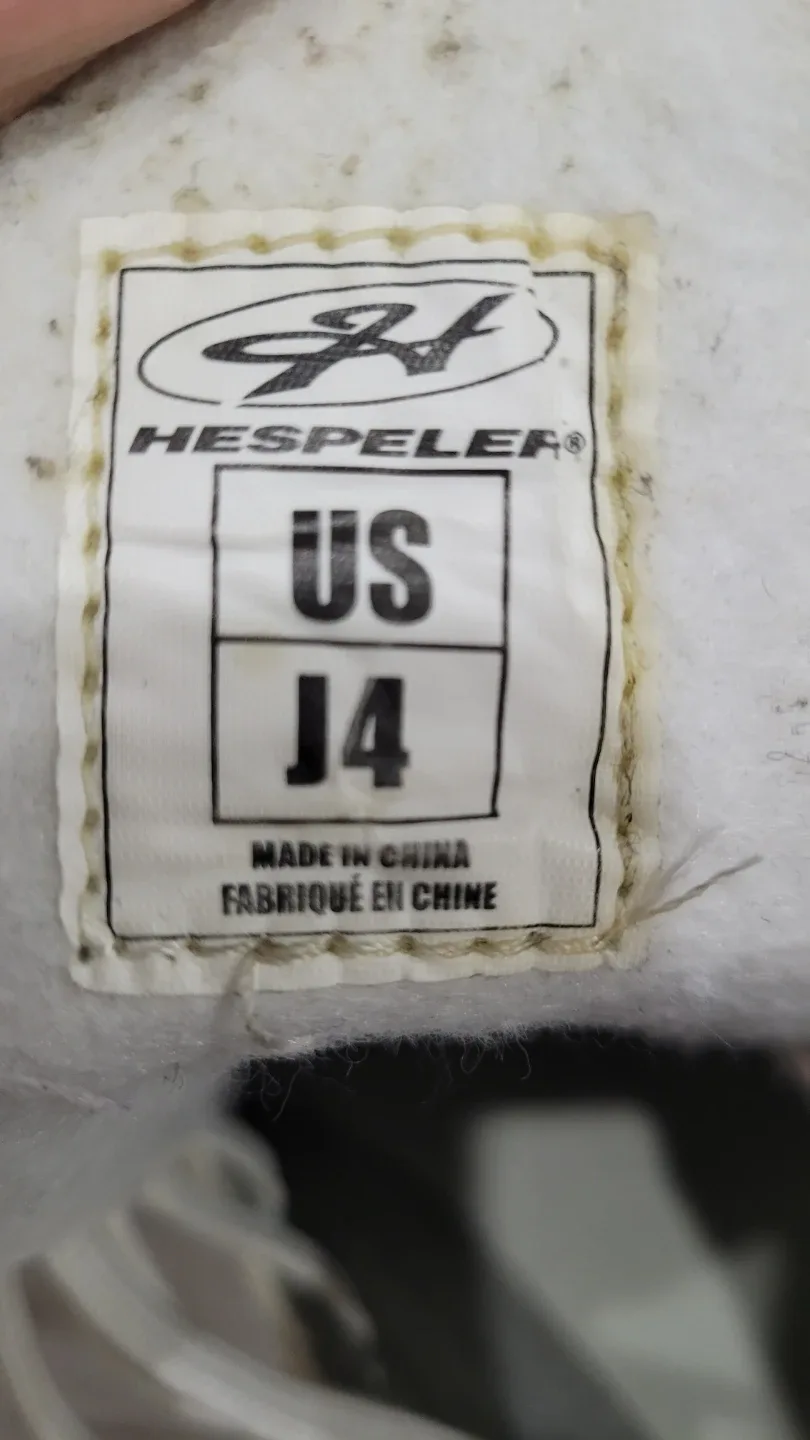 H
HESPELER®
US
J4
MADE IN CHINA
FABRIQUÉ EN CHINE